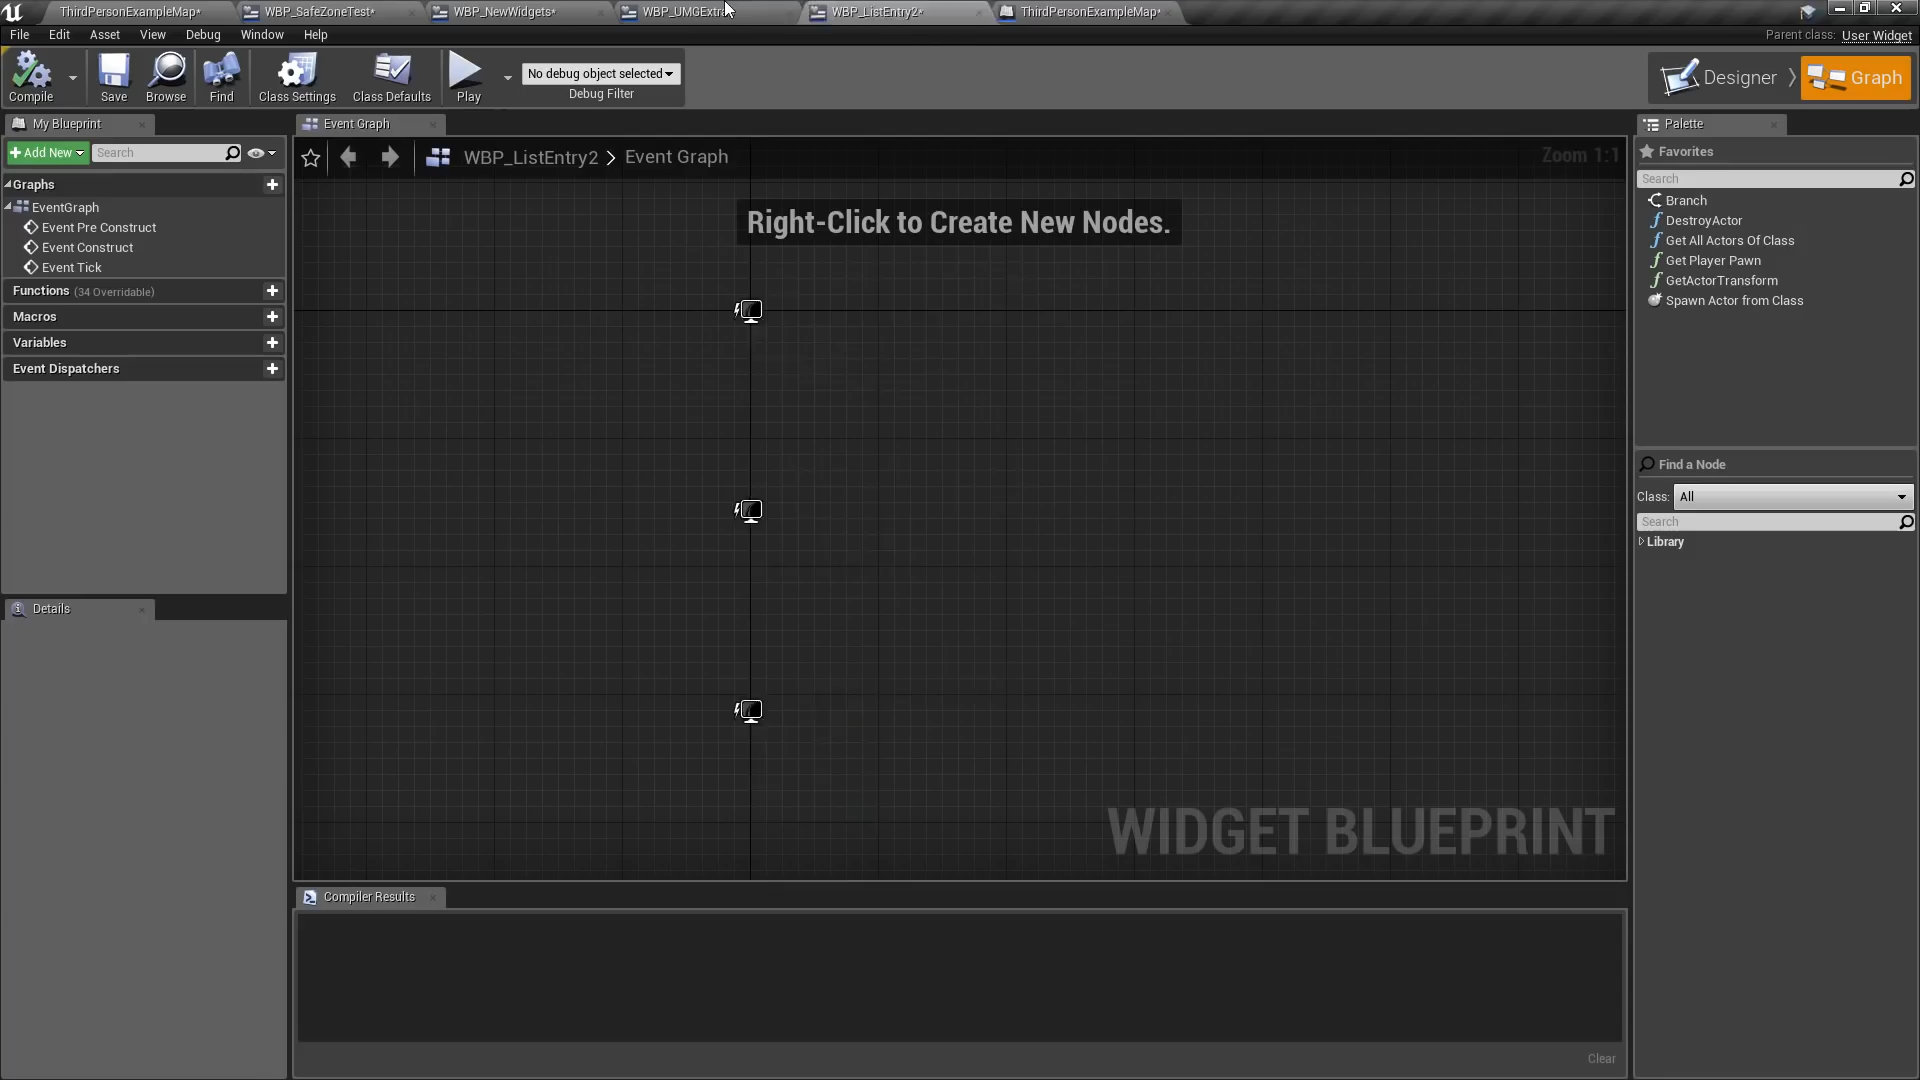 ThirdPersonExampleMap*
WBP_SafeZoneTest*
WBP_NewWidgets*
WBP_ListEntry2*
ThirdPersonExampleMap*
File Edit Asset View Debug Window Help
Parent class: User Widget
Compile
Save
Browse
Find
Class Settings
Class Defaults
Play
No debug object selected
Debug Filter
Designer
Graph
My Blueprint
Add New
Search
Graphs
EventGraph
Event Pre Construct
Event Construct
Event Tick
Functions (34 Overridable)
Macros
Variables
Event Dispatchers
Details
Event Graph
WBP_ListEntry2 > Event Graph
Zoom 1:1
Right-Click to Create New Nodes.
WIDGET BLUEPRINT
Compiler Results
Clear
Palette
Favorites
Search
Branch
DestroyActor
Get All Actors Of Class
Get Player Pawn
GetActorTransform
Spawn Actor from Class
Find a Node
Class: All
Search
Library